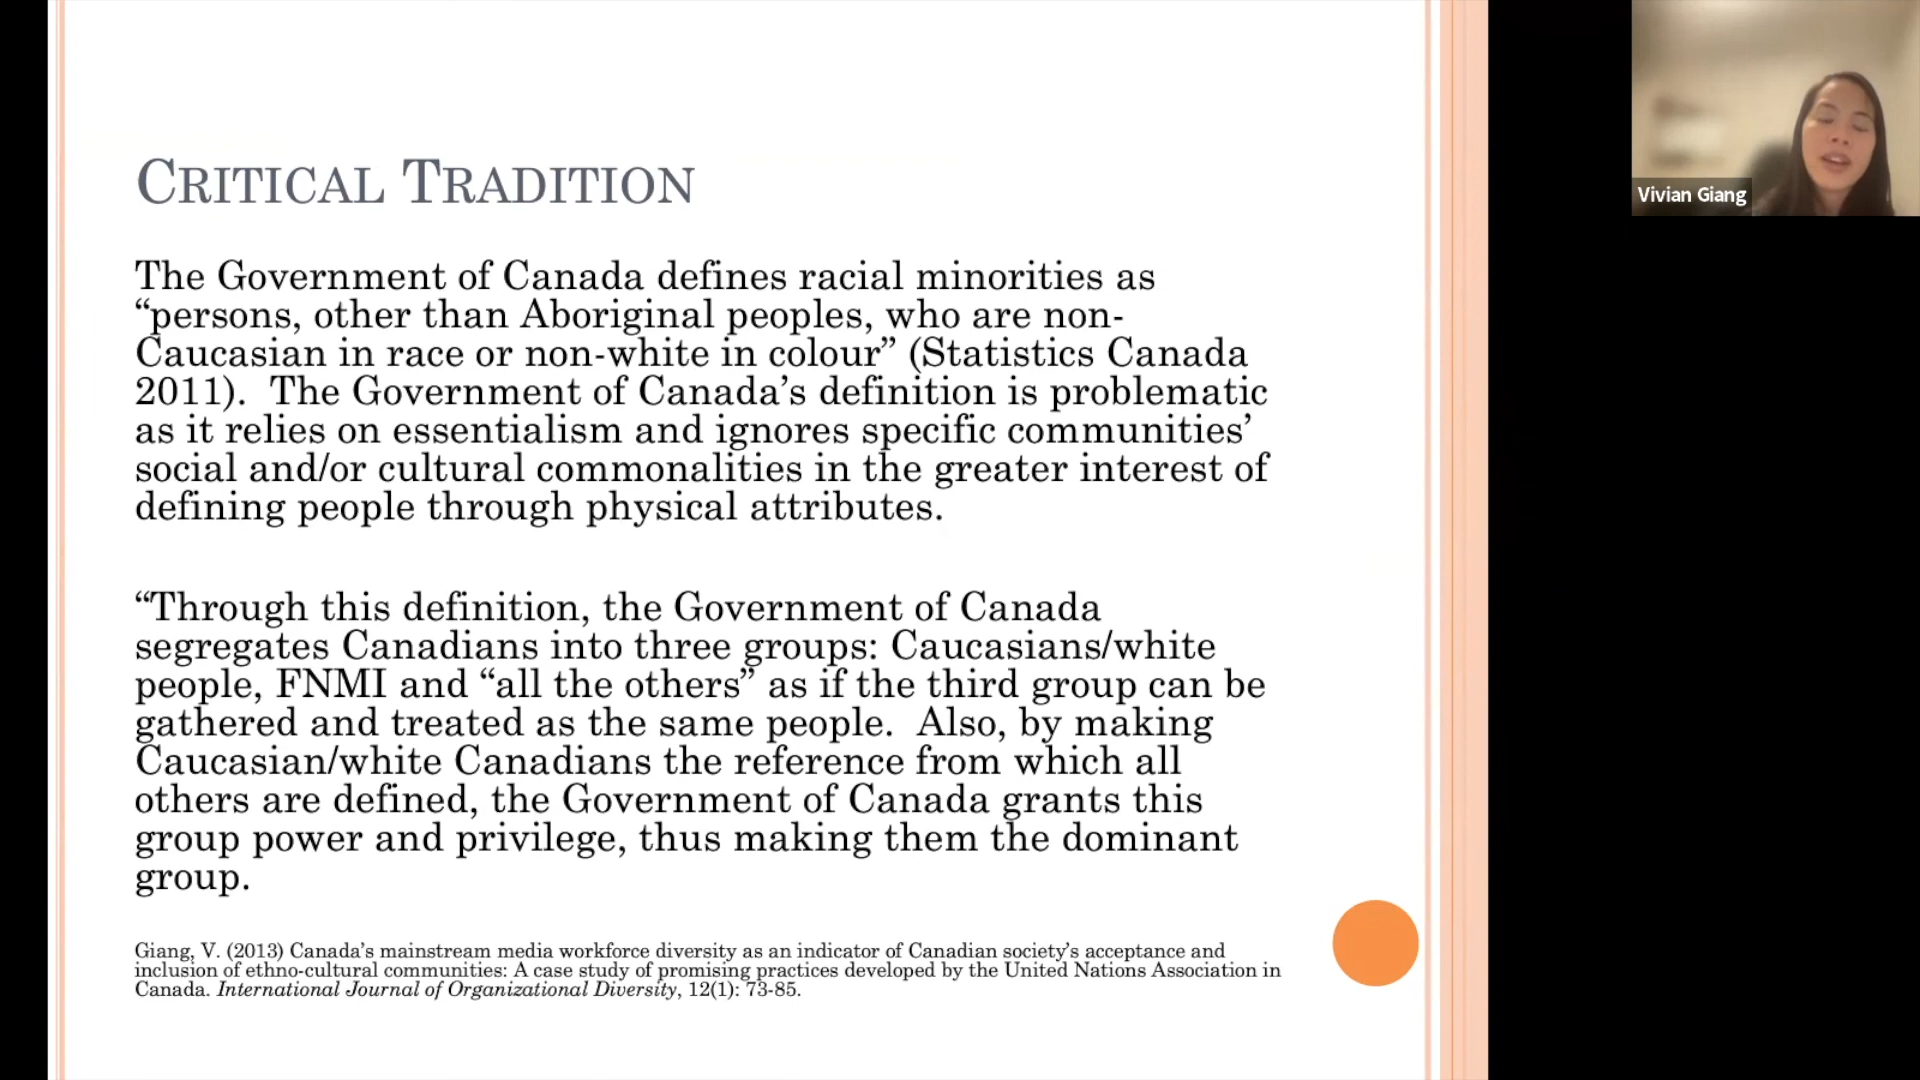 CRITICAL TRADITION
The Government of Canada defines racial minorities as
“persons, other than Aboriginal peoples, who are non-
Caucasian in race or non-white in colour” (Statistics Canada
2011).  The Government of Canada’s definition is problematic
as it relies on essentialism and ignores specific communities’
social and/or cultural commonalities in the greater interest of
defining people through physical attributes.
“Through this definition, the Government of Canada
segregates Canadians into three groups: Caucasians/white
people, FNMI and “all the others” as if the third group can be
gathered and treated as the same people.  Also, by making
Caucasian/white Canadians the reference from which all
others are defined, the Government of Canada grants this
group power and privilege, thus making them the dominant
group.
Giang, V. (2013) Canada’s mainstream media workforce diversity as an indicator of Canadian society’s acceptance and
inclusion of ethno-cultural communities: A case study of promising practices developed by the United Nations Association in
Canada. International Journal of Organizational Diversity, 12(1): 73-85.
Vivian Giang